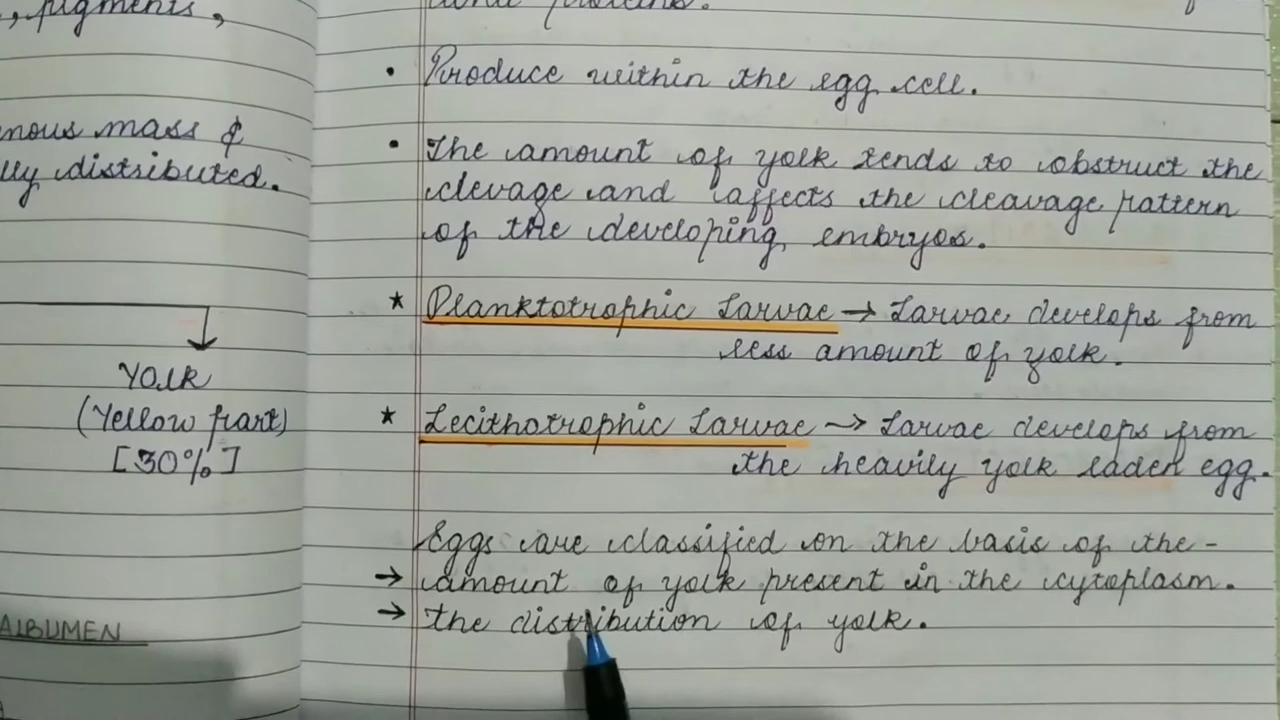 , pigments,
nous mass &
lly distributed.
Yolk
(Yellow part)
[30%]
ALBUMEN
proteins.
• Produce within the egg cell.
• The amount of yolk tends to obstruct the
clevage and affects the cleavage pattern
of the developing embryos.
* Planktotrophic Larvae → Larvae develops from
less amount of yolk.
* Lecithotrophic Larvae → Larvae develops from
the heavily yolk laden egg.
Eggs are classified on the basis of the -
→ amount of yolk present in the cytoplasm.
→ the distribution of yolk.